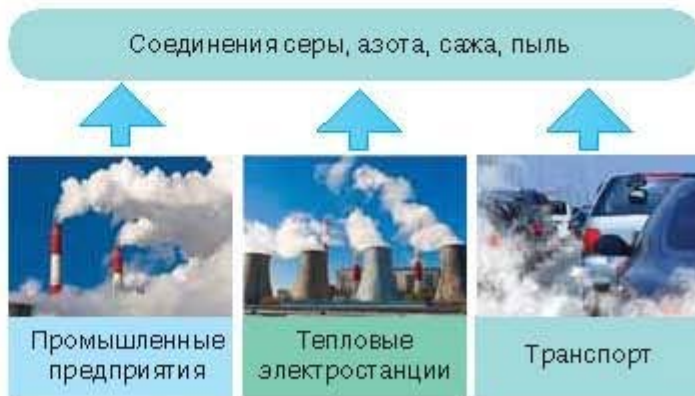 Соединения серы, азота, сажа, пыль
Промышленные
предприятия
Тепловые
электростанции
Транспорт